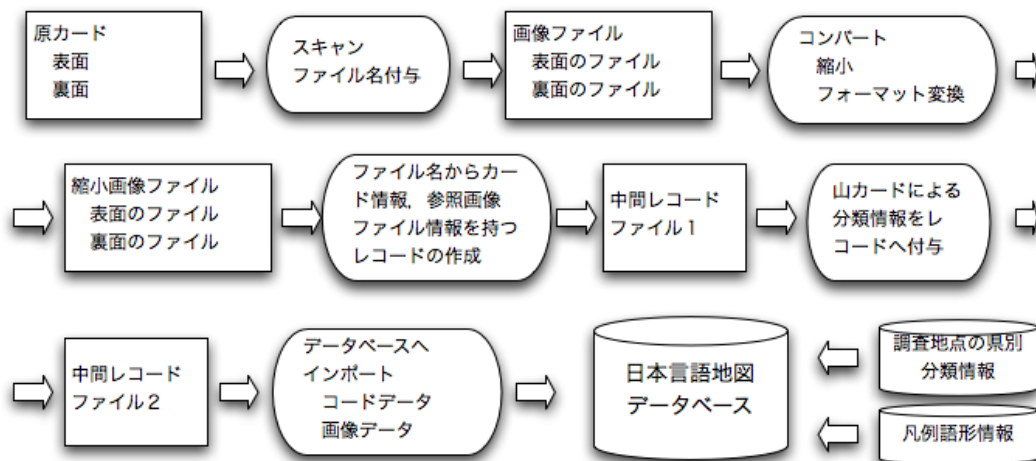 原カード
表面
裏面
スキャン
ファイル名付与
画像ファイル
表面のファイル
裏面のファイル
コンバート
縮小
フォーマット変換
縮小画像ファイル
表面のファイル
裏面のファイル
ファイル名からカー
ド情報，参照画像
ファイル情報を持つ
レコードの作成
中間レコード
ファイル１
山カードによる
分類情報をレ
コードへ付与
中間レコード
ファイル２
データベースへ
インポート
コードデータ
画像データ
日本言語地図
データベース
調査地点の県別
分類情報
凡例語形情報